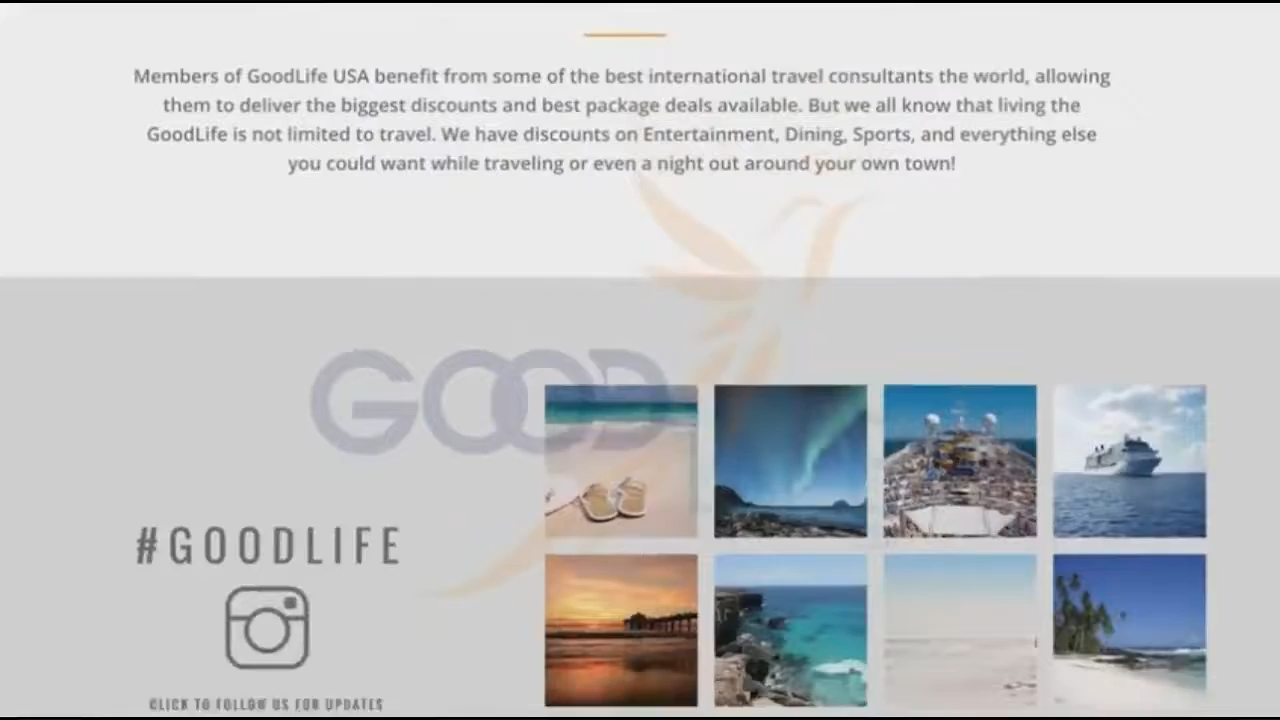 Members of GoodLife USA benefit from some of the best international travel consultants the world, allowing
them to deliver the biggest discounts and best package deals available. But we all know that living the
GoodLife is not limited to travel. We have discounts on Entertainment, Dining, Sports, and everything else
you could want while traveling or even a night out around your own town!
GOOD
#GOODLIFE
CLICK TO FOLLOW US FOR UPDATES